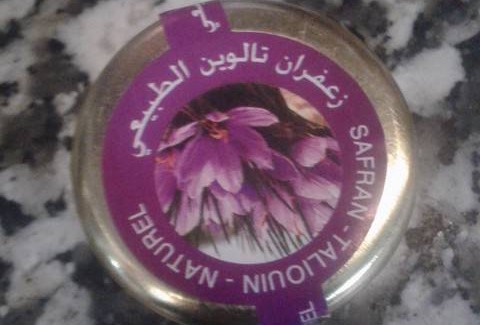 زعفران تالوين الطبيعي
SAFRAN - TALIOUIN - NATUREL